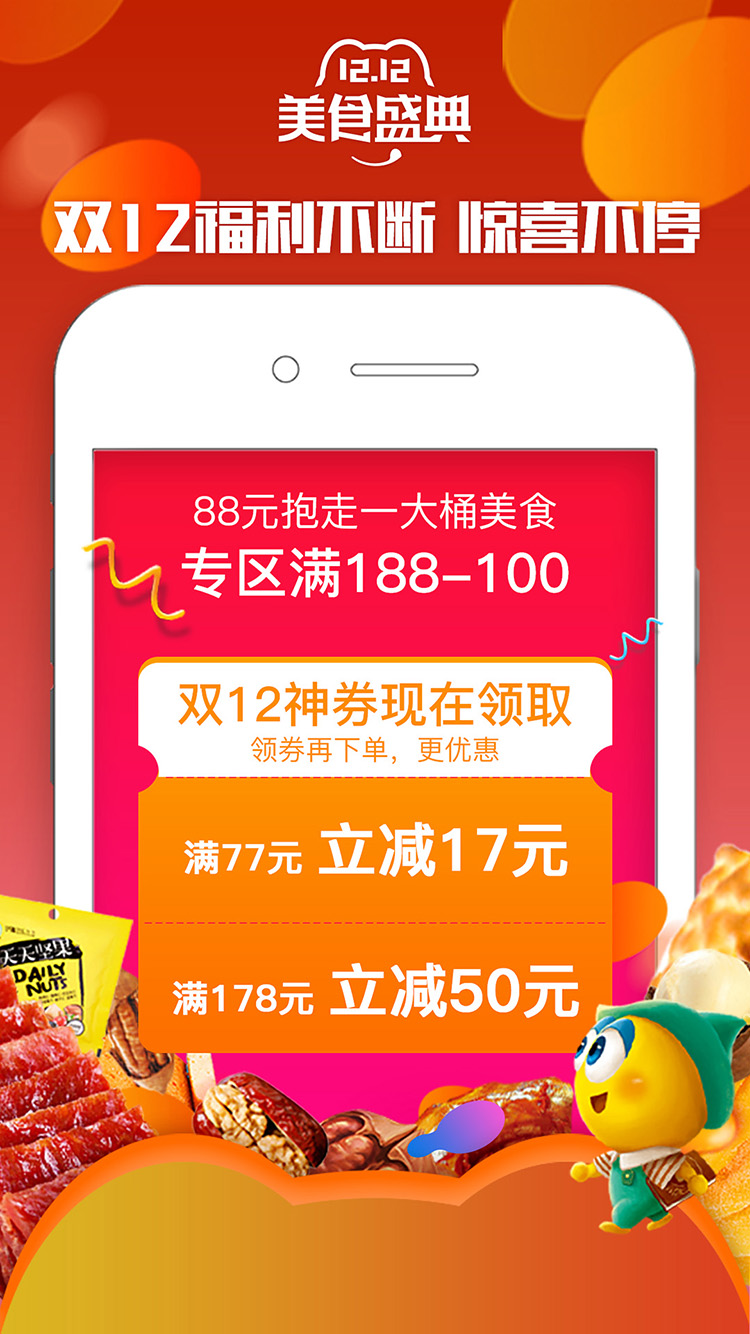 12.12
美食盛典
双12福利不断 惊喜不停
88元抱走一大桶美食
专区满188-100
双12神券现在领取
领券再下单，更优惠
满77元 立减17元
满178元 立减50元
天天坚果
DAILY
NUTS